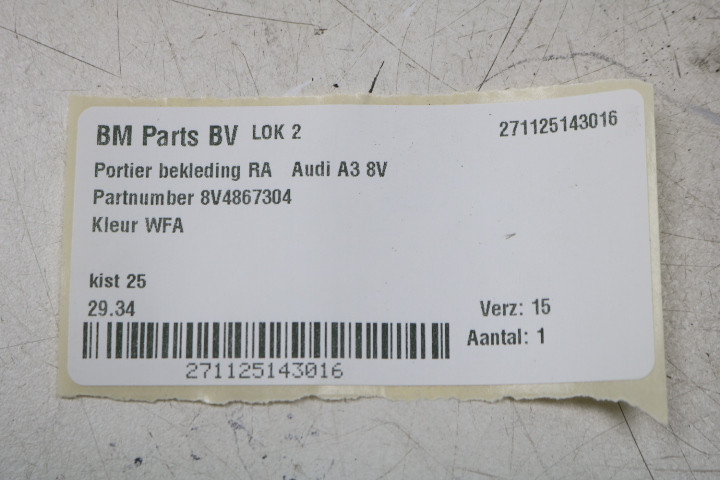 BM Parts BV LOK 2 271125143016
Portier bekleding RA Audi A3 8V
Partnumber 8V4867304
Kleur WFA
kist 25
29.34 Verz: 15
Aantal: 1
271125143016